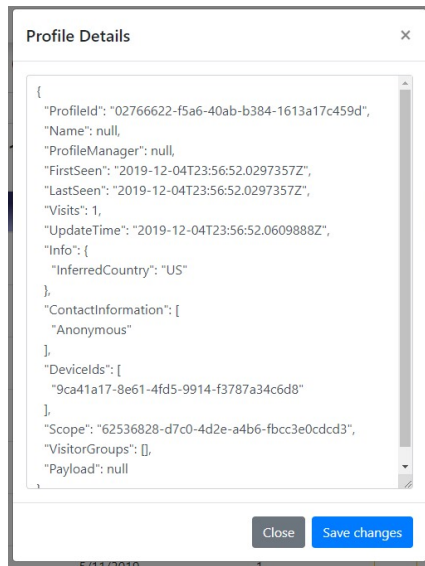 Profile Details
×
{
"ProfileId": "02766622-f5a6-40ab-b384-1613a17c459d",
"Name": null,
"ProfileManager": null,
"FirstSeen": "2019-12-04T23:56:52.0297357Z",
"LastSeen": "2019-12-04T23:56:52.0297357Z",
"Visits": 1,
"UpdateTime": "2019-12-04T23:56:52.0609888Z",
"Info": {
"InferredCountry": "US"
},
"ContactInformation": [
"Anonymous"
],
"DeviceIds": [
"9ca41a17-8e61-4fd5-9914-f3787a34c6d8"
],
"Scope": "62536828-d7c0-4d2e-a4b6-fbcc3e0cdcd3",
"VisitorGroups": [],
"Payload": null
Close
Save changes